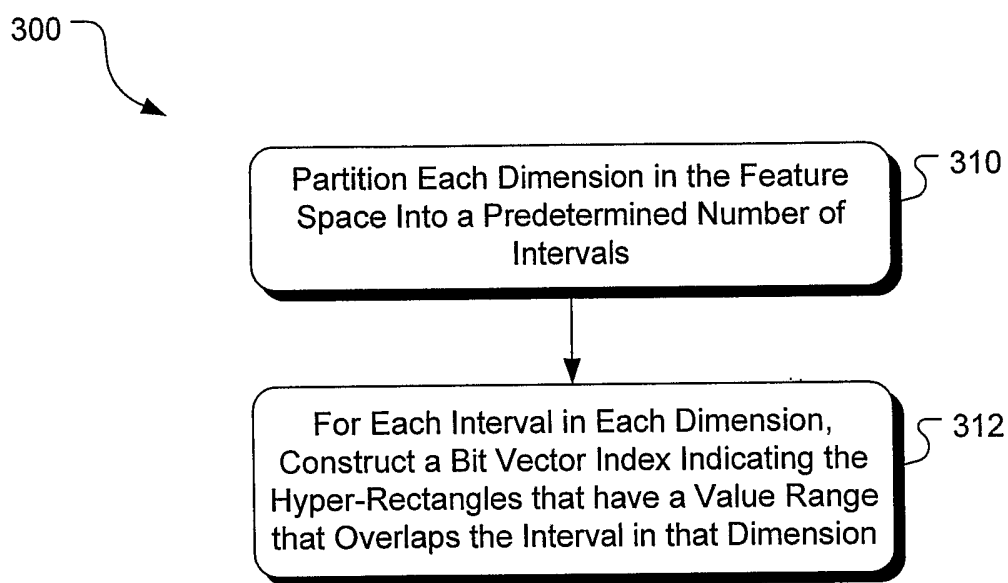 300
Partition Each Dimension in the Feature
Space Into a Predetermined Number of
Intervals
310
For Each Interval in Each Dimension,
Construct a Bit Vector Index Indicating the
Hyper-Rectangles that have a Value Range
that Overlaps the Interval in that Dimension
312